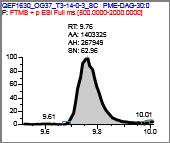 QEF1630_OG37_T3-14-0-3_SC PME-DAG-30:0
F: FTMS + p ESI Full ms [500.0000-2000.0000]
RT: 9.76
AA: 1403325
AH: 267949
SN: 62.96
100
80
60
40
20
0
9.61
10.01
9.6
9.8
10.0